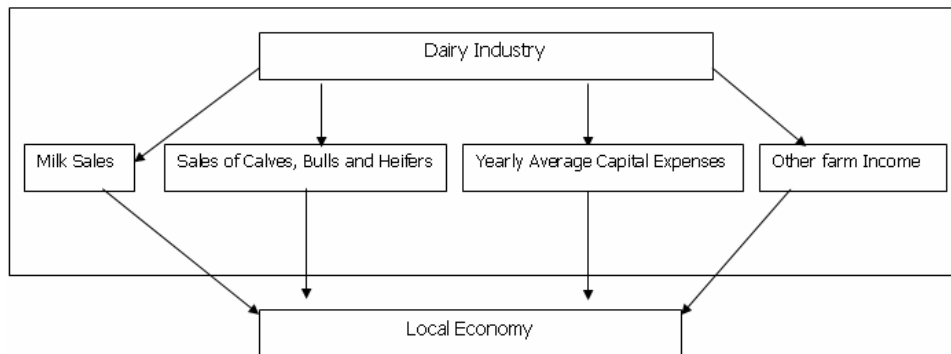 Dairy Industry
Milk Sales
Sales of Calves, Bulls and Heifers
Yearly Average Capital Expenses
Other farm Income
Local Economy